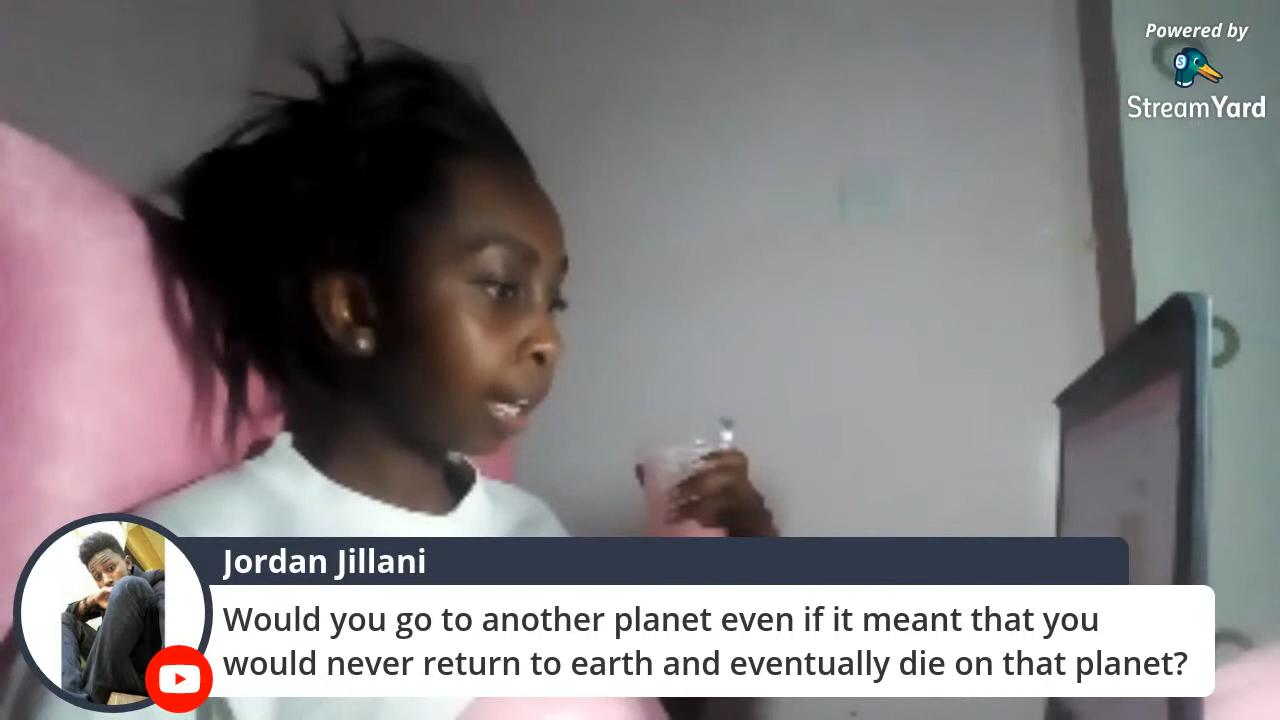 Powered by
StreamYard
Jordan Jillani
Would you go to another planet even if it meant that you
would never return to earth and eventually die on that planet?